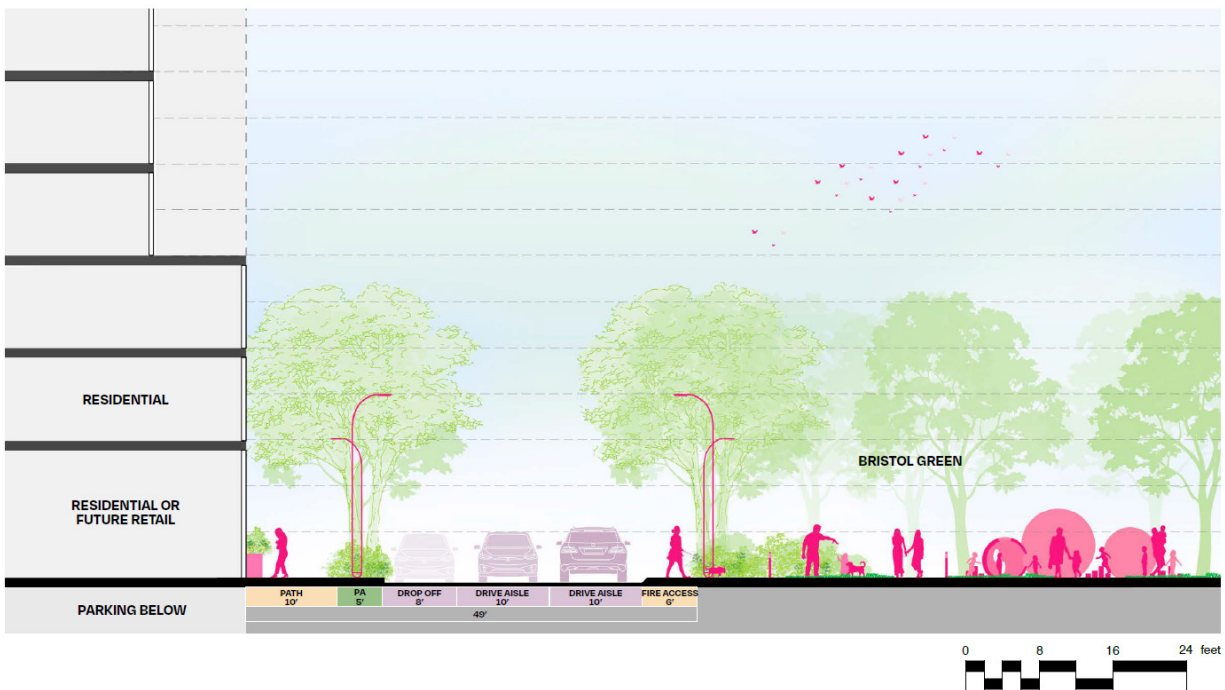 RESIDENTIAL
BRISTOL GREEN
RESIDENTIAL OR
FUTURE RETAIL
PARKING BELOW
PATH
10'
PA
5'
DROP OFF
8'
DRIVE AISLE
10'
DRIVE AISLE
10'
FIRE ACCESS
6'
49'
0 8 16 24 feet